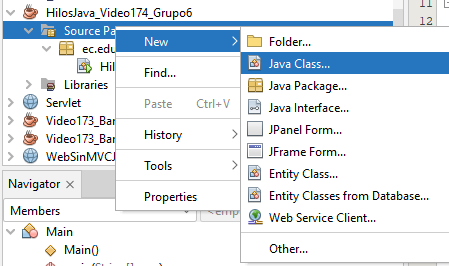 HilosJava_Video174_Grupo6
Source Pa
ec.edu
Hil
Libraries
Servlet
Video173_Bar
Video173_Bar
WebSinMVCJ
New
Find...
Paste Ctrl+V
History
Tools
Properties
Folder...
Java Class...
Java Package...
Java Interface...
JPanel Form...
JFrame Form...
Entity Class...
Entity Classes from Database...
Web Service Client...
Other...
11
12
Navigator ×
Members
<emp
Main
Main()